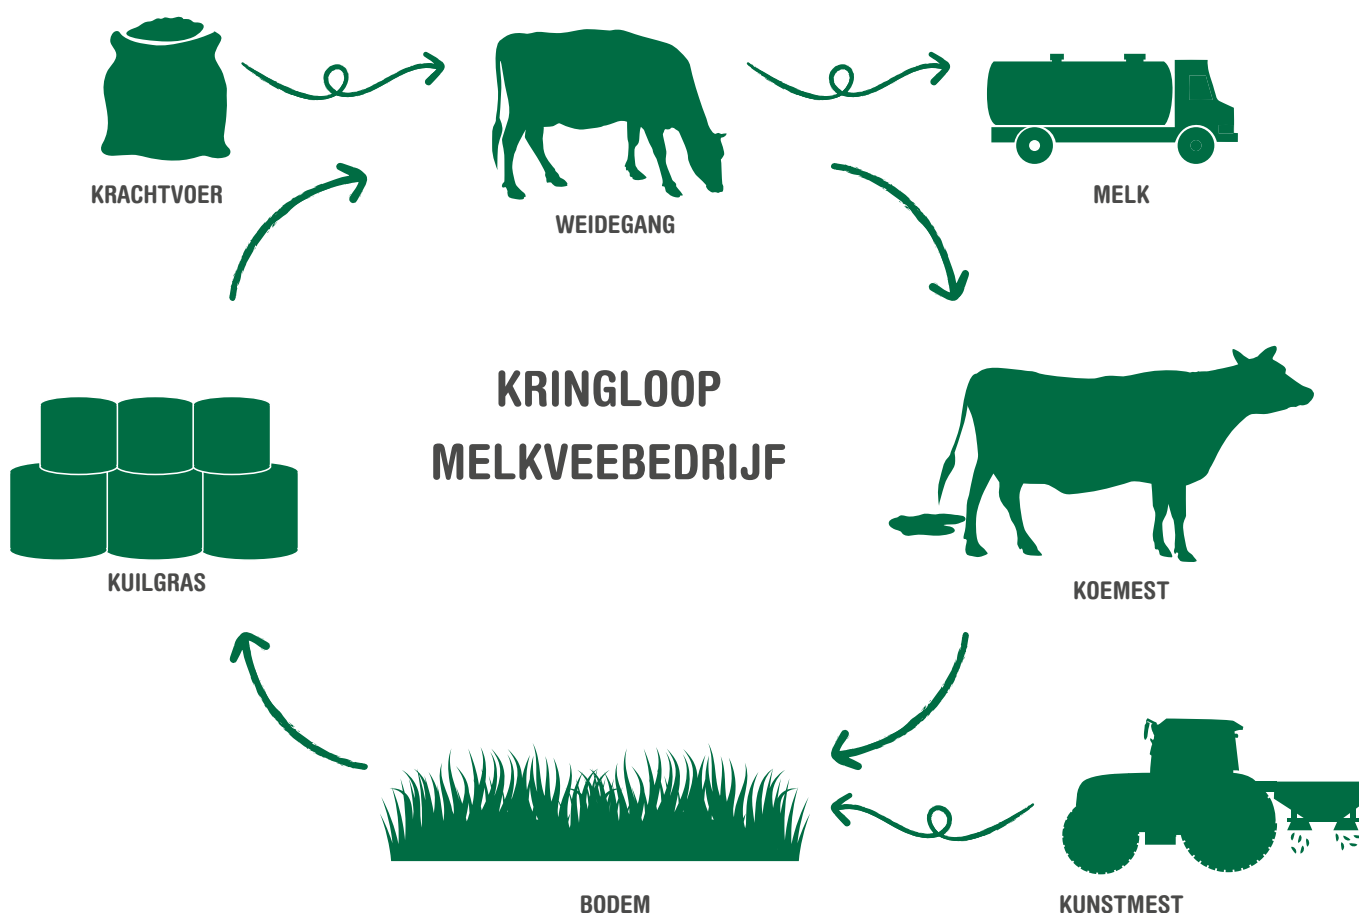 KRACHTVOER
WEIDEGANG
MELK
KRINGLOOP
MELKVEEBEDRIJF
KUILGRAS
KOEMEST
BODEM
KUNSTMEST